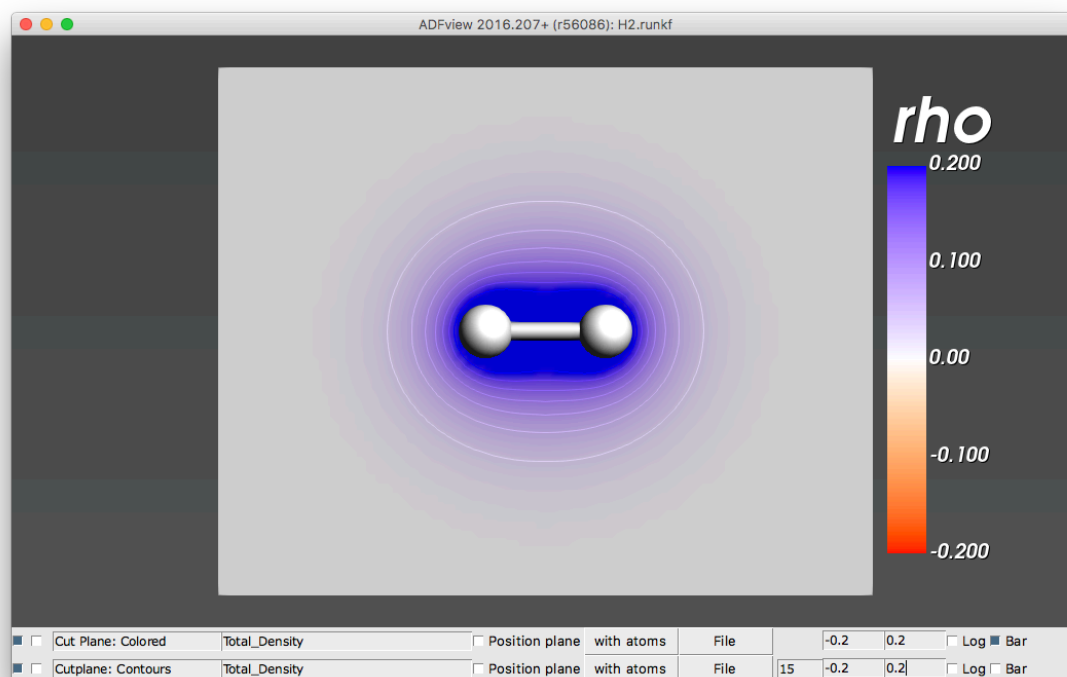 ADFview 2016.207+ (r56086): H2.runkf
rho
0.200
0.100
0.00
-0.100
-0.200
Cut Plane: Colored Total_Density Position plane with atoms File -0.2 0.2 Log Bar
Cutplane: Contours Total_Density Position plane with atoms File 15 -0.2 0.2 Log Bar